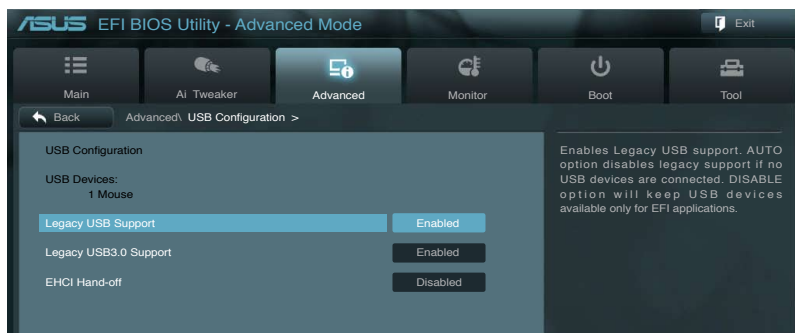 ASUS EFI BIOS Utility - Advanced Mode
Exit
Main
Ai Tweaker
Advanced
Monitor
Boot
Tool
Back
Advanced\ USB Configuration >
USB Configuration
USB Devices:
1 Mouse
Legacy USB Support Enabled
Legacy USB3.0 Support Enabled
EHCI Hand-off Disabled
Enables Legacy USB support. AUTO
option disables legacy support if no
USB devices are connected. DISABLE
option will keep USB devices
available only for EFI applications.